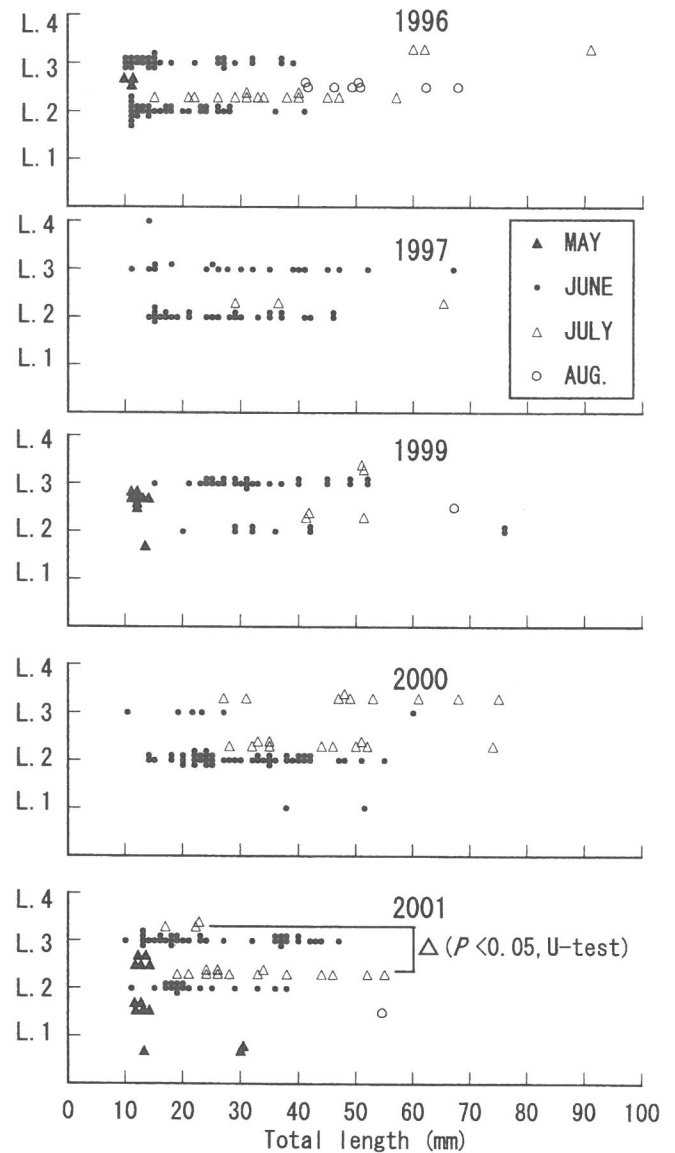 1996
L.4
L.3
L.2
L.1
1997
L.4
L.3
L.2
L.1
▲ MAY
● JUNE
△ JULY
○ AUG.
1999
L.4
L.3
L.2
L.1
2000
L.4
L.3
L.2
L.1
2001
L.4
L.3
L.2
L.1
△ (P <0.05, U-test)
0 10 20 30 40 50 60 70 80 90 100
Total length (mm)